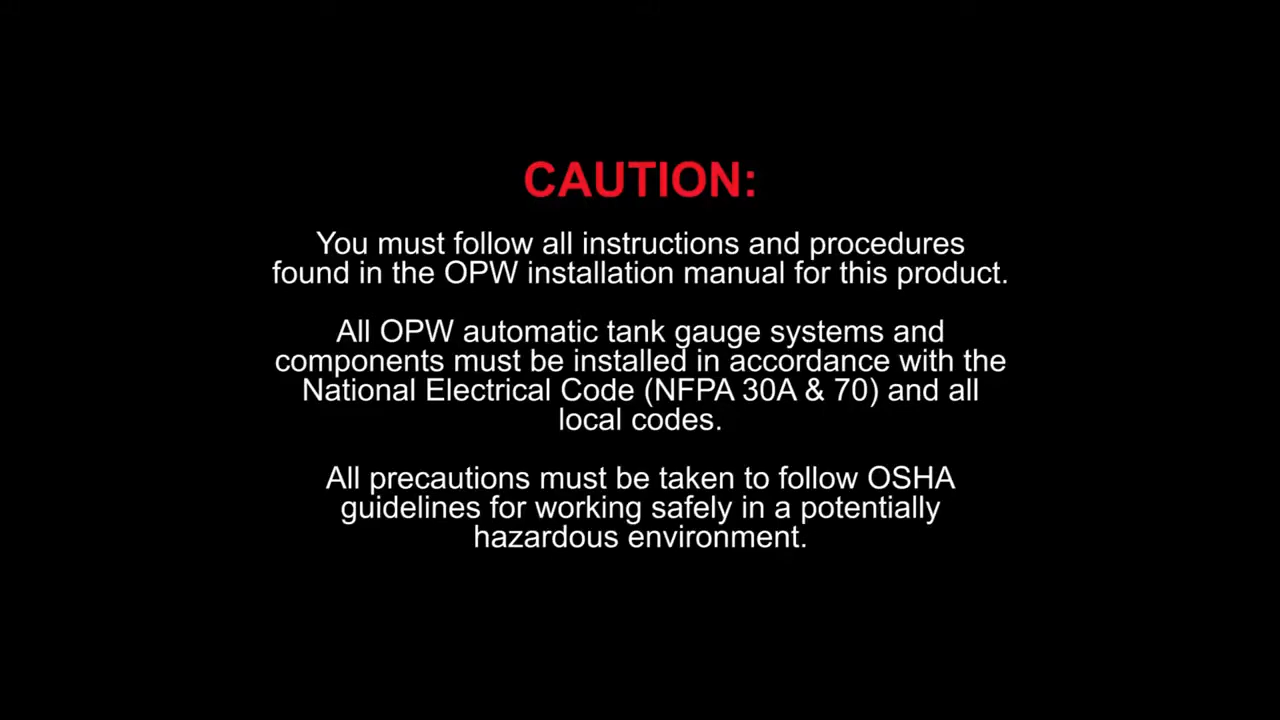 CAUTION:
You must follow all instructions and procedures
found in the OPW installation manual for this product.
All OPW automatic tank gauge systems and
components must be installed in accordance with the
National Electrical Code (NFPA 30A & 70) and all
local codes.
All precautions must be taken to follow OSHA
guidelines for working safely in a potentially
hazardous environment.